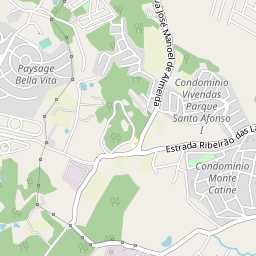 ra José Manoel de Almeida
Paysage
Bella Vita
Condomínio
Vivendas
Parque
Santo Afonso
I
Estrada Ribeirão das La
Condomínio
Monte
Catine